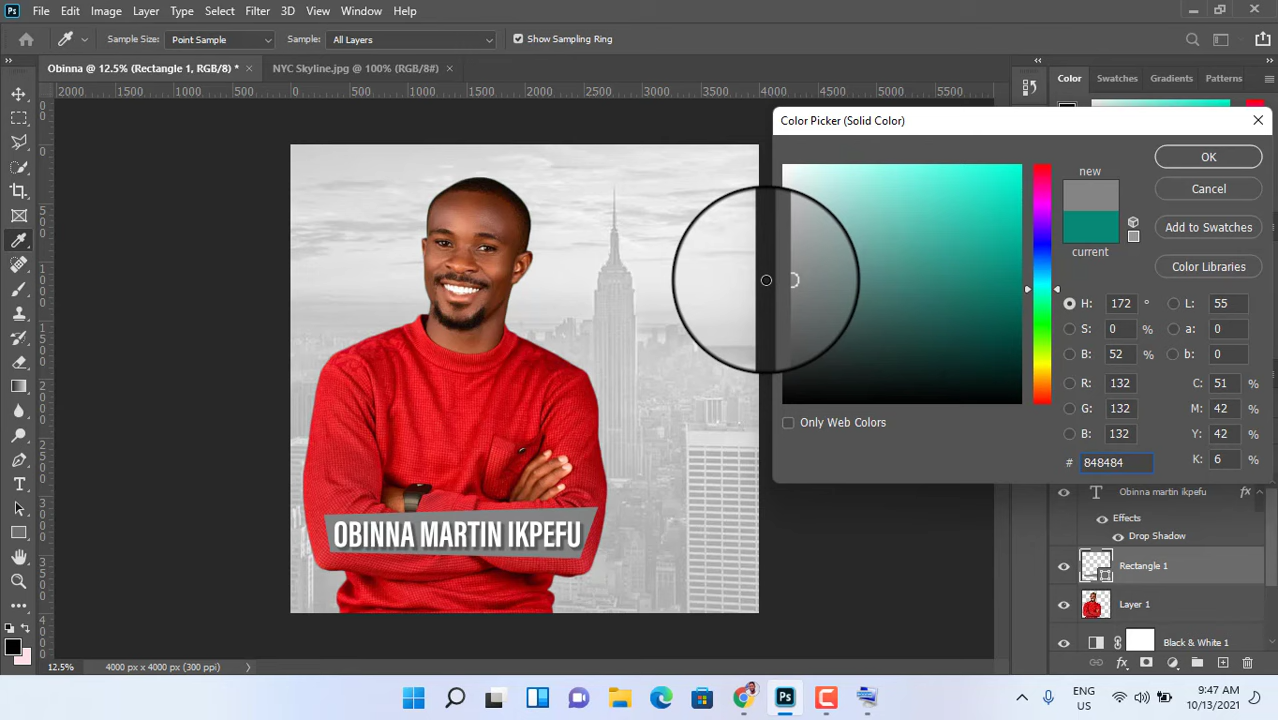 Ps File Edit Image Layer Type Select Filter 3D View Window Help
Sample Size: Point Sample Sample: All Layers Show Sampling Ring
Obinna @ 12.5% (Rectangle 1, RGB/8) * × NYC Skyline.jpg @ 100% (RGB/8#) ×
Color Swatches Gradients Patterns
2000 1500 1000 500 0 500 1000 1500 2000 2500 3000 3500 4000 4500 5000 5500
Color Picker (Solid Color)
new
current
OK
Cancel
Add to Swatches
Color Libraries
H: 172 ° L: 55
S: 0 % a: 0
B: 52 % b: 0
R: 132 C: 51 %
G: 132 M: 42 %
B: 132 Y: 42 %
# 848484 K: 6 %
Only Web Colors
OBINNA MARTIN IKPEFU
T Obinna martin ikpefu fx
Effects
Drop Shadow
Rectangle 1
Layer 1
Black & White 1
12.5% 4000 px x 4000 px (300 ppi)
ENG
US
9:47 AM
10/13/2021